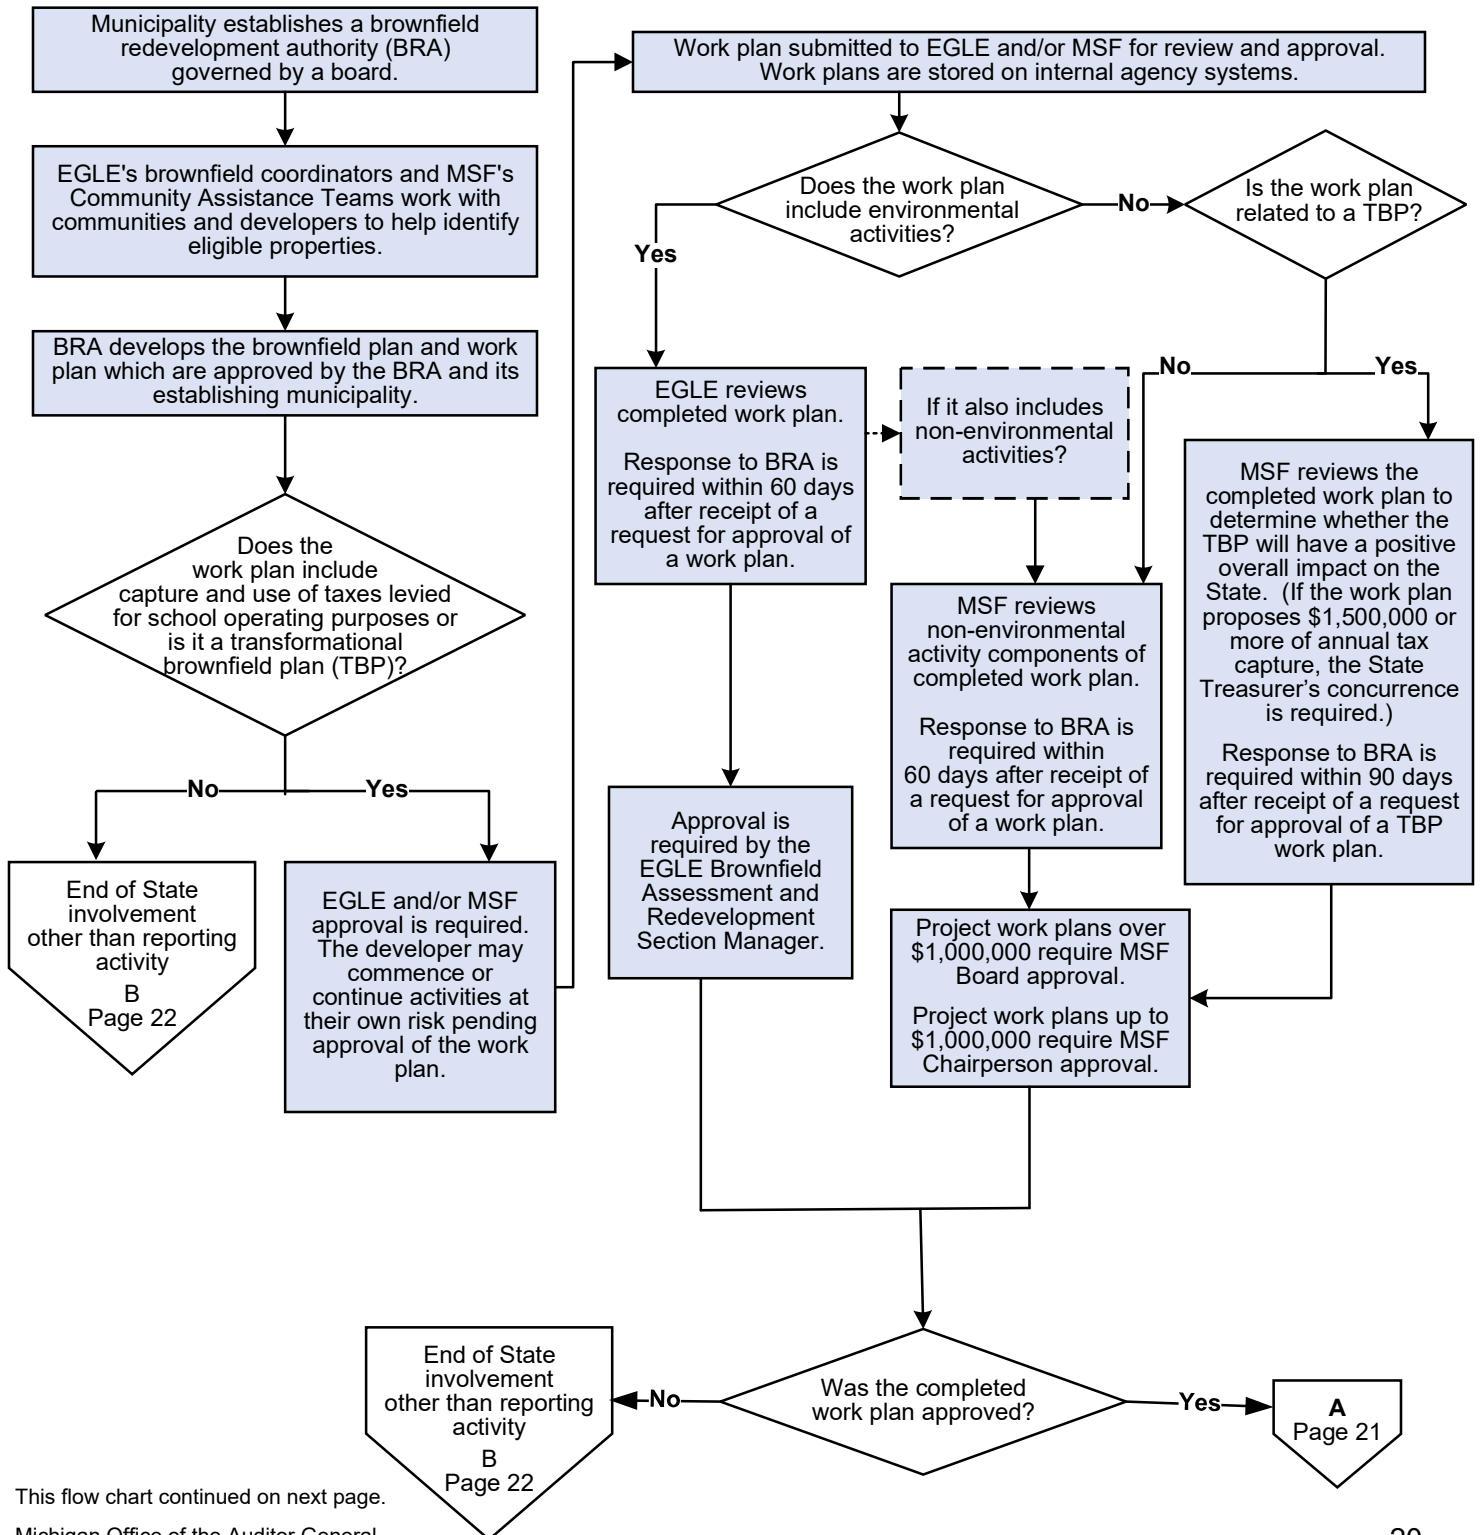 Municipality establishes a brownfield
redevelopment authority (BRA)
governed by a board.
EGLE's brownfield coordinators and MSF's
Community Assistance Teams work with
communities and developers to help identify
eligible properties.
BRA develops the brownfield plan and work
plan which are approved by the BRA and its
establishing municipality.
Does the
work plan include
capture and use of taxes levied
for school operating purposes or
is it a transformational
brownfield plan (TBP)?
No
Yes
End of State
involvement
other than reporting
activity
B
Page 22
EGLE and/or MSF
approval is required.
The developer may
commence or
continue activities at
their own risk pending
approval of the work
plan.
Work plan submitted to EGLE and/or MSF for review and approval.
Work plans are stored on internal agency systems.
Does the work plan
include environmental
activities?
No
Yes
Is the work plan
related to a TBP?
No
Yes
EGLE reviews
completed work plan.
Response to BRA is
required within 60 days
after receipt of a
request for approval of
a work plan.
If it also includes
non-environmental
activities?
MSF reviews
non-environmental
activity components of
completed work plan.
Response to BRA is
required within
60 days after receipt of
a request for approval
of a work plan.
MSF reviews the
completed work plan to
determine whether the
TBP will have a positive
overall impact on the
State.  (If the work plan
proposes $1,500,000 or
more of annual tax
capture, the State
Treasurer’s concurrence
is required.)
Response to BRA is
required within 90 days
after receipt of a request
for approval of a TBP
work plan.
Approval is
required by the
EGLE Brownfield
Assessment and
Redevelopment
Section Manager.
Project work plans over
$1,000,000 require MSF
Board approval.
Project work plans up to
$1,000,000 require MSF
Chairperson approval.
Was the completed
work plan approved?
No
Yes
End of State
involvement
other than reporting
activity
B
Page 22
A
Page 21
This flow chart continued on next page.
Michigan Office of the Auditor General
20